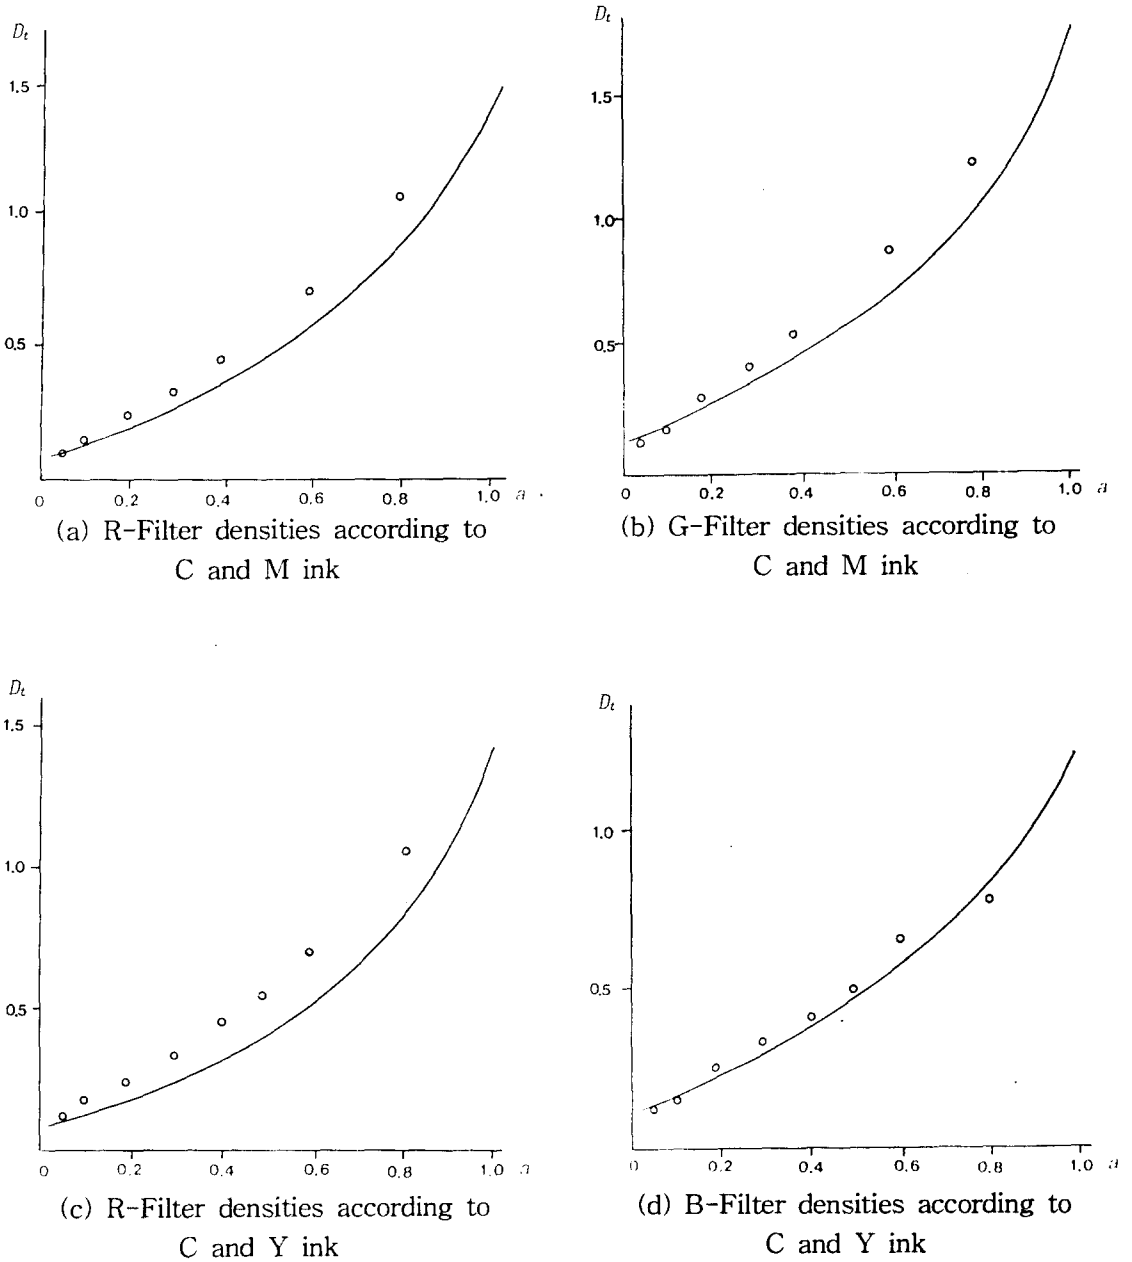 Dₜ
1.5
1.0
0.5
0 0.2 0.4 0.6 0.8 1.0 a
(a) R-Filter densities according to
C and M ink
Dₜ
1.5
1.0
0.5
0 0.2 0.4 0.6 0.8 1.0 a
(b) G-Filter densities according to
C and M ink
Dₜ
1.5
1.0
0.5
0 0.2 0.4 0.6 0.8 1.0 a
(c) R-Filter densities according to
C and Y ink
Dₜ
1.0
0.5
0 0.2 0.4 0.6 0.8 1.0 a
(d) B-Filter densities according to
C and Y ink